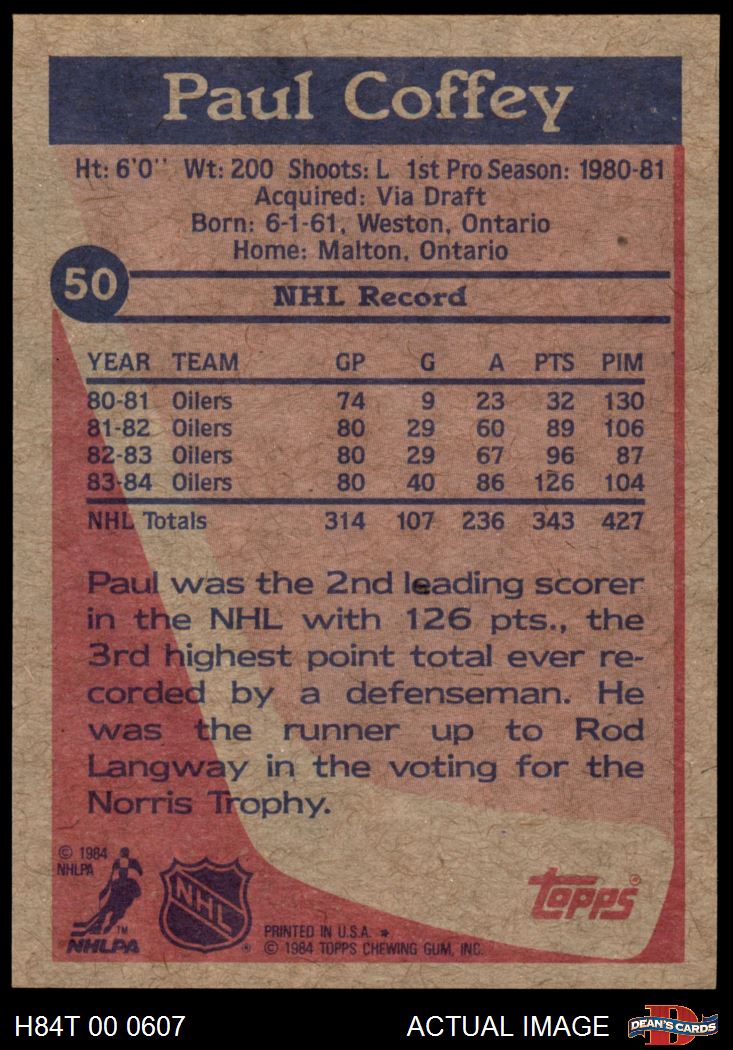 Paul Coffey
Ht: 6'0'' Wt: 200 Shoots: L 1st Pro Season: 1980-81
Acquired: Via Draft
Born: 6-1-61, Weston, Ontario
Home: Malton, Ontario
50
NHL Record
YEAR TEAM GP G A PTS PIM
80-81 Oilers 74 9 23 32 130
81-82 Oilers 80 29 60 89 106
82-83 Oilers 80 29 67 96 87
83-84 Oilers 80 40 86 126 104
NHL Totals 314 107 236 343 427
Paul was the 2nd leading scorer
in the NHL with 126 pts., the
3rd highest point total ever re-
corded by a defenseman. He
was the runner up to Rod
Langway in the voting for the
Norris Trophy.
© 1984
NHLPA
TM
NHLPA
NHL ®
topps ®
PRINTED IN U.S.A. *
© 1984 TOPPS CHEWING GUM, INC.
H84T 00 0607 ACTUAL IMAGE D DEAN'S CARDS